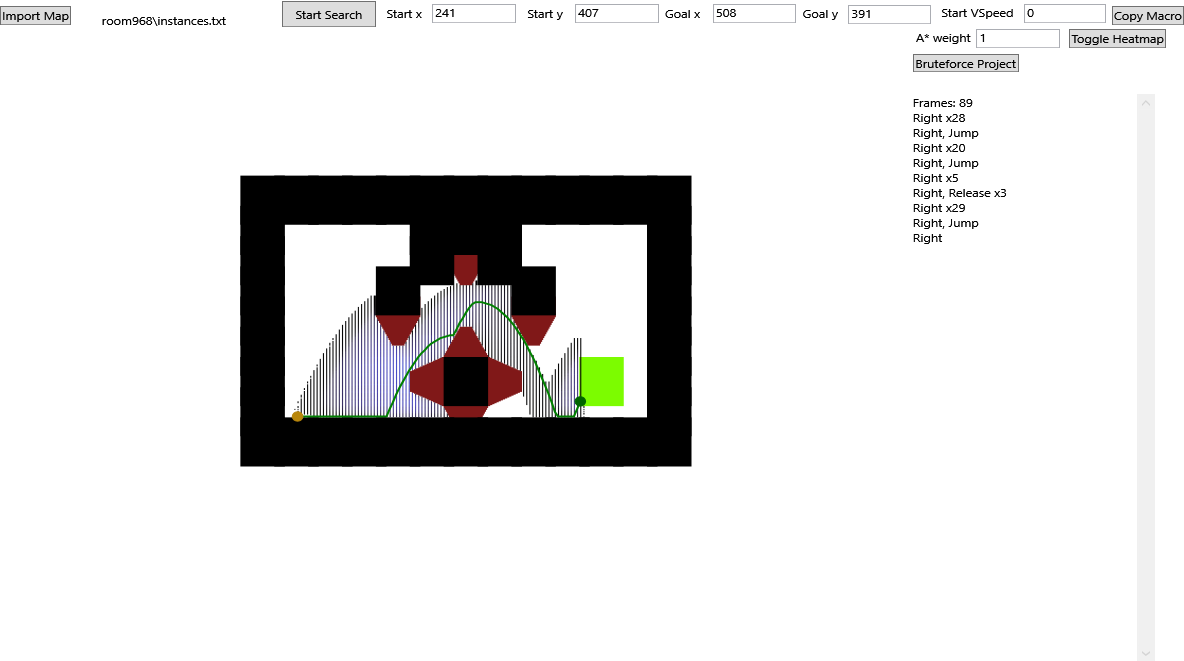 Import Map room968\instances.txt Start Search Start x 241 Start y 407 Goal x 508 Goal y 391 Start VSpeed 0 Copy Macro
A* weight 1 Toggle Heatmap
Bruteforce Project
Frames: 89
Right x28
Right, Jump
Right x20
Right, Jump
Right x5
Right, Release x3
Right x29
Right, Jump
Right